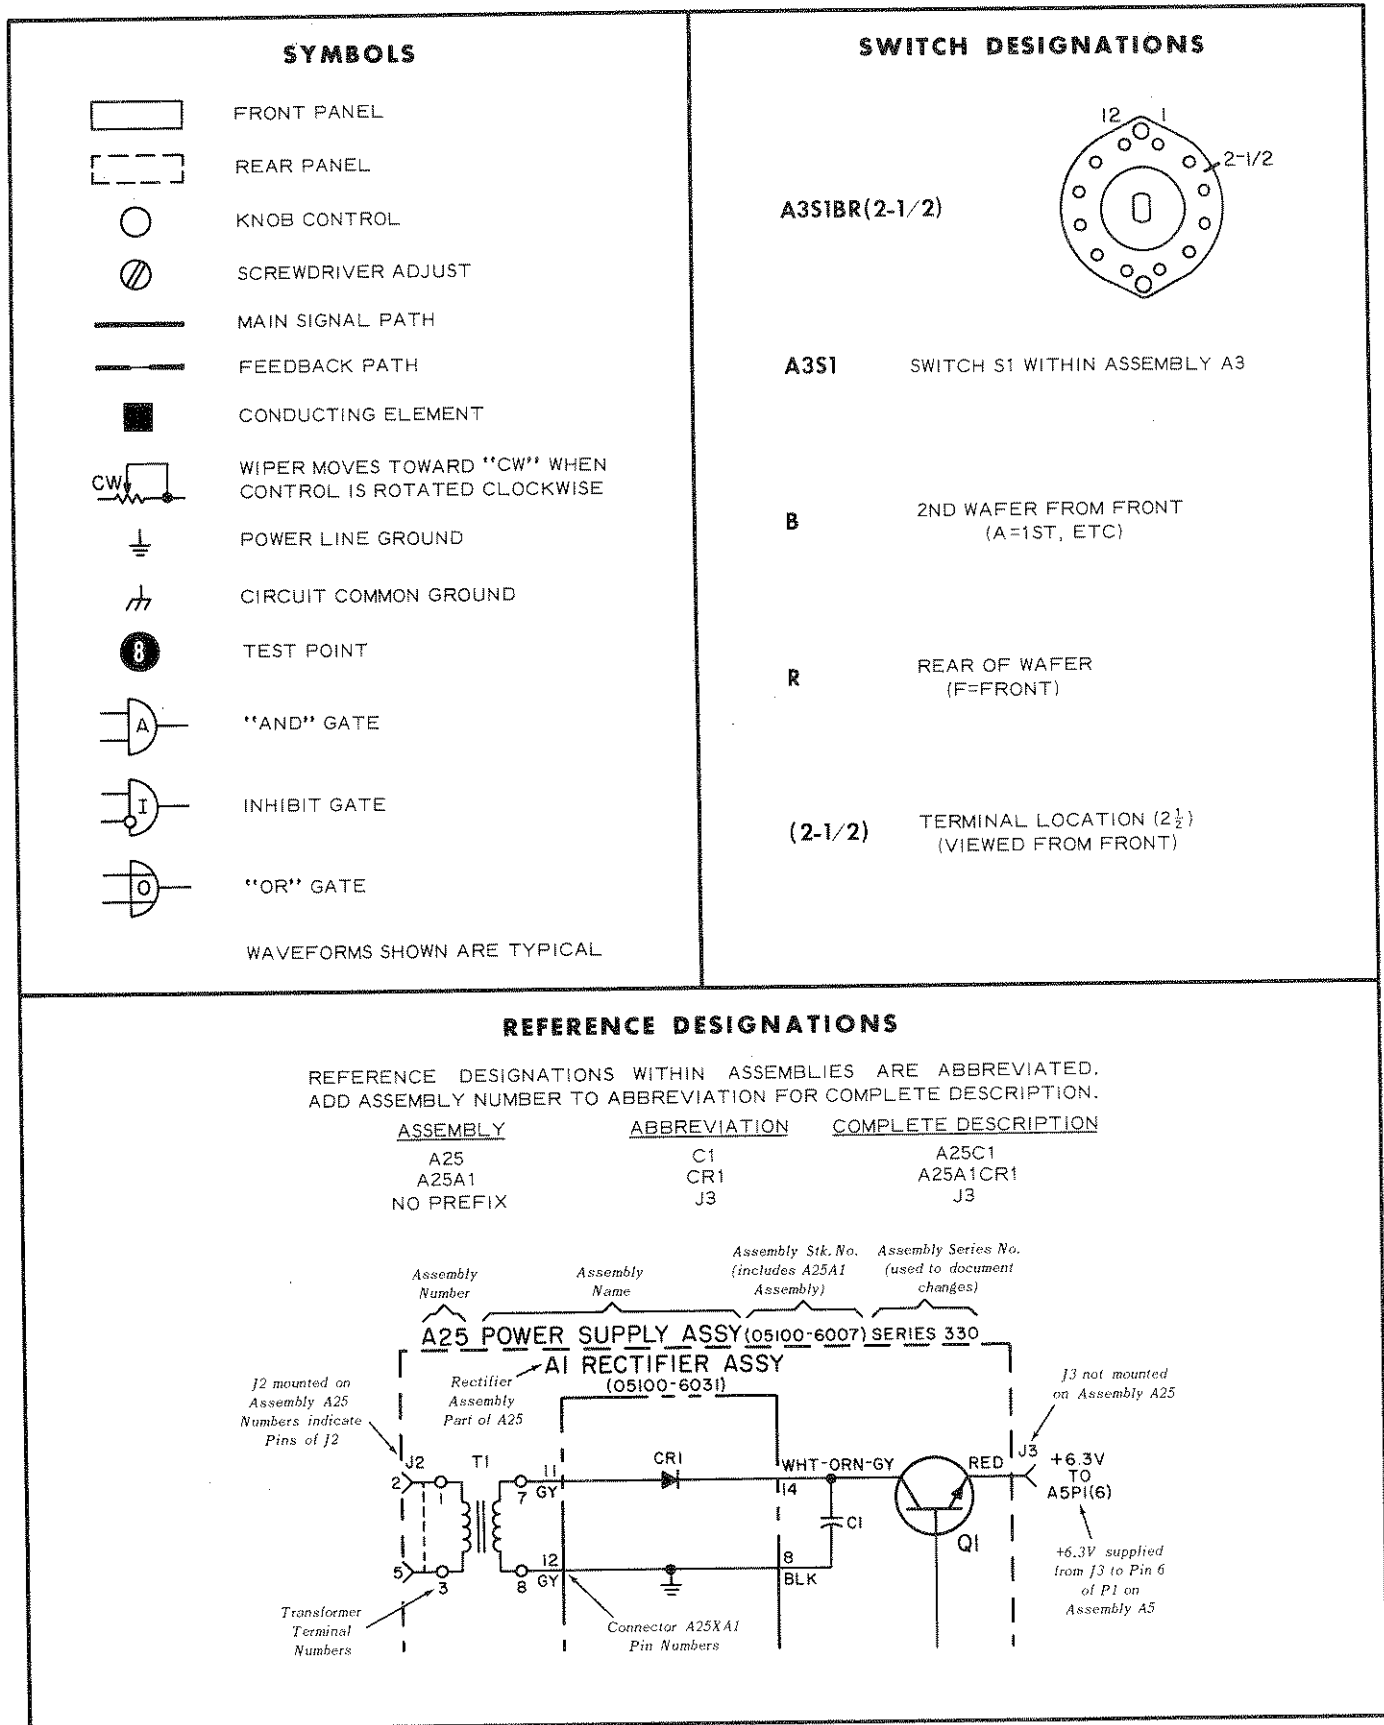 SYMBOLS
FRONT PANEL
REAR PANEL
KNOB CONTROL
SCREWDRIVER ADJUST
MAIN SIGNAL PATH
FEEDBACK PATH
CONDUCTING ELEMENT
CW
WIPER MOVES TOWARD "CW" WHEN
CONTROL IS ROTATED CLOCKWISE
POWER LINE GROUND
CIRCUIT COMMON GROUND
8
TEST POINT
A
"AND" GATE
I
INHIBIT GATE
O
"OR" GATE
WAVEFORMS SHOWN ARE TYPICAL
SWITCH DESIGNATIONS
12 1
2-1/2
A3S1BR(2-1/2)
A3S1 SWITCH S1 WITHIN ASSEMBLY A3
B 2ND WAFER FROM FRONT
(A=1ST, ETC)
R REAR OF WAFER
(F=FRONT)
(2-1/2) TERMINAL LOCATION (2½)
(VIEWED FROM FRONT)
REFERENCE DESIGNATIONS
REFERENCE DESIGNATIONS WITHIN ASSEMBLIES ARE ABBREVIATED.
ADD ASSEMBLY NUMBER TO ABBREVIATION FOR COMPLETE DESCRIPTION.
ASSEMBLY ABBREVIATION COMPLETE DESCRIPTION
A25 C1 A25C1
A25A1 CR1 A25A1CR1
NO PREFIX J3 J3
Assembly
Number
Assembly
Name
Assembly Stk. No.
(includes A25A1
Assembly)
Assembly Series No.
(used to document
changes)
A25 POWER SUPPLY ASSY (05100-6007) SERIES 330
A1 RECTIFIER ASSY
(05100-6031)
J2 mounted on
Assembly A25
Numbers indicate
Pins of J2
Rectifier
Assembly
Part of A25
J3 not mounted
on Assembly A25
J2 T1 11 CR1 WHT-ORN-GY RED J3
2 1 7 GY 14
+6.3V
TO
A5P1(6)
C1
Q1
5 3 8 12 GY 8 BLK
+6.3V supplied
from J3 to Pin 6
of P1 on
Assembly A5
Transformer
Terminal
Numbers
Connector A25XA1
Pin Numbers